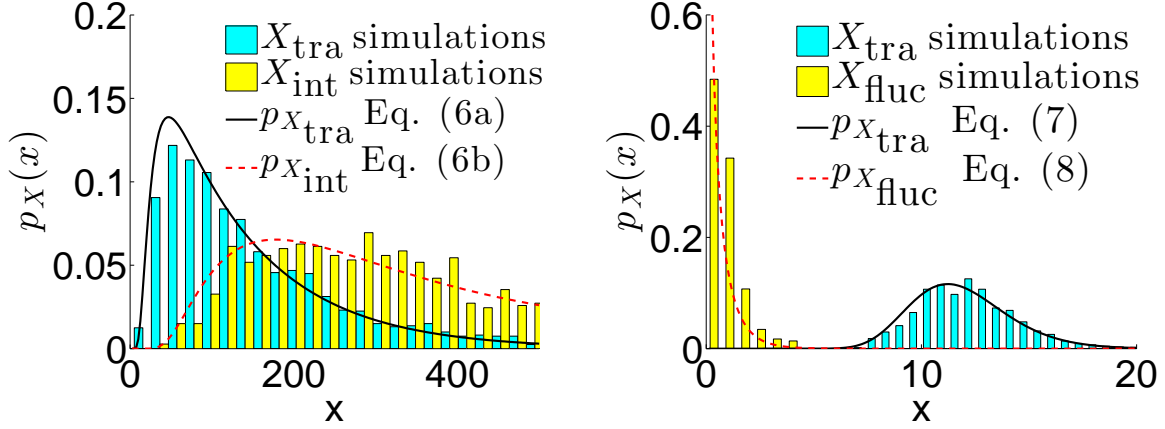 0.2
0.15
0.1
0.05
0
p_X(x)
X_tra simulations
X_int simulations
p_X_tra Eq. (6a)
p_X_int Eq. (6b)
0 200 400
x
0.6
0.4
0.2
0
p_X(x)
X_tra simulations
X_fluc simulations
p_X_tra Eq. (7)
p_X_fluc Eq. (8)
0 10 20
x